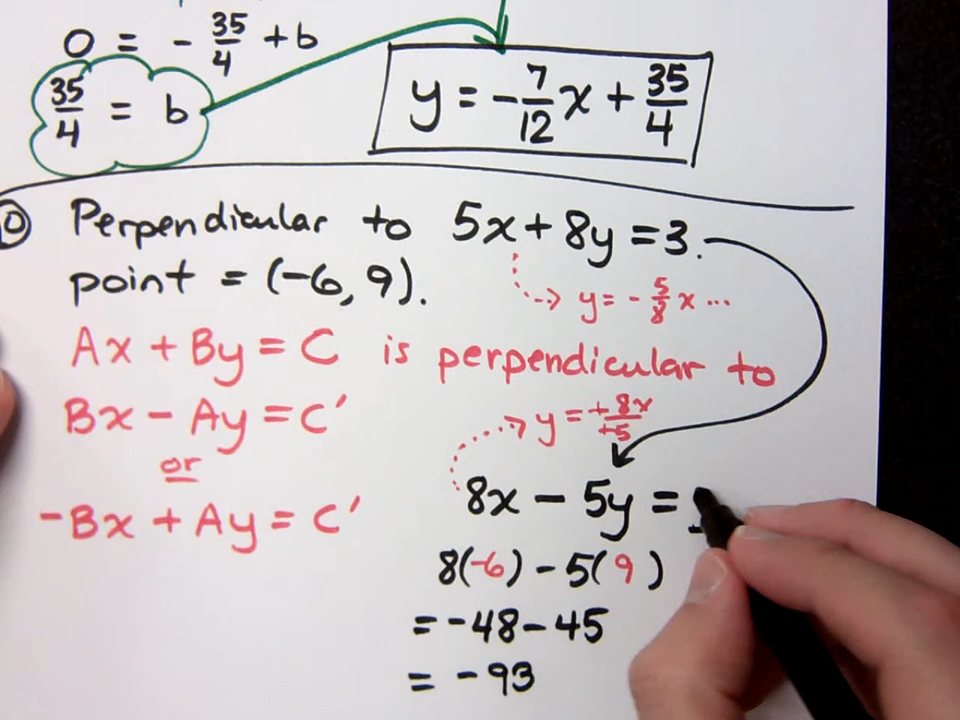 0 = - 35/4 + b
35/4 = b
y = -7/12 x + 35/4
Perpendicular to 5x + 8y = 3.
point = (-6, 9).
y = - 5/8 x ...
Ax + By = C is perpendicular to
Bx - Ay = C'
y = +8x/+5
or
8x - 5y =
-Bx + Ay = C'
8(-6) - 5(9)
= -48 - 45
= -93